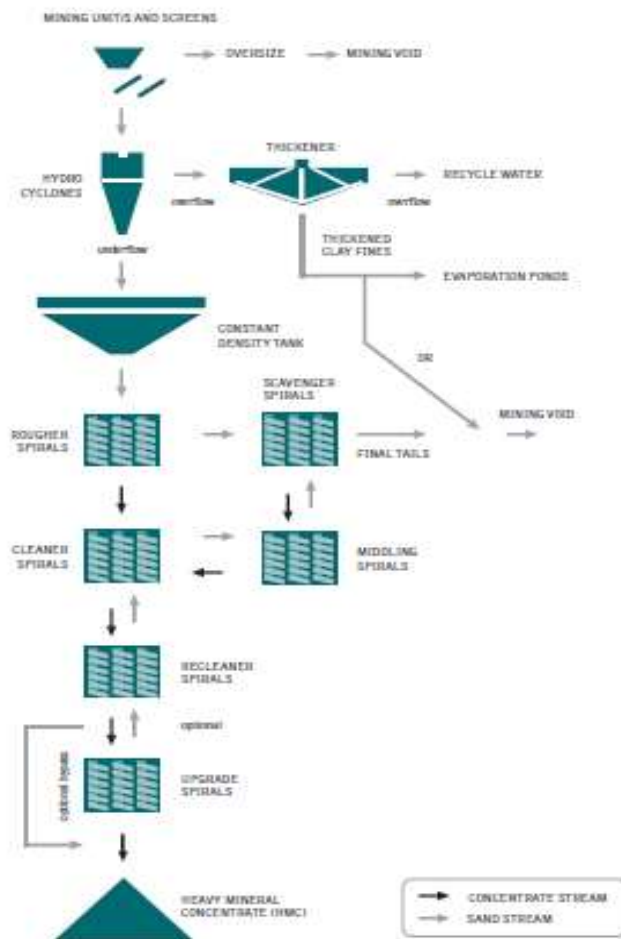 MINING UNIT/S AND SCREENS
OVERSIZE
MINING VOID
THICKENER
HYDRO
CYCLONES
RECYCLE WATER
overflow
overflow
underflow
THICKENED
CLAY FINES
EVAPORATION PONDS
CONSTANT
DENSITY TANK
OR
SCAVENGER
SPIRALS
MINING VOID
ROUGHER
SPIRALS
FINAL TAILS
CLEANER
SPIRALS
MIDDLING
SPIRALS
RECLEANER
SPIRALS
optional
optional bypass
UPGRADE
SPIRALS
HEAVY MINERAL
CONCENTRATE (HMC)
CONCENTRATE STREAM
SAND STREAM